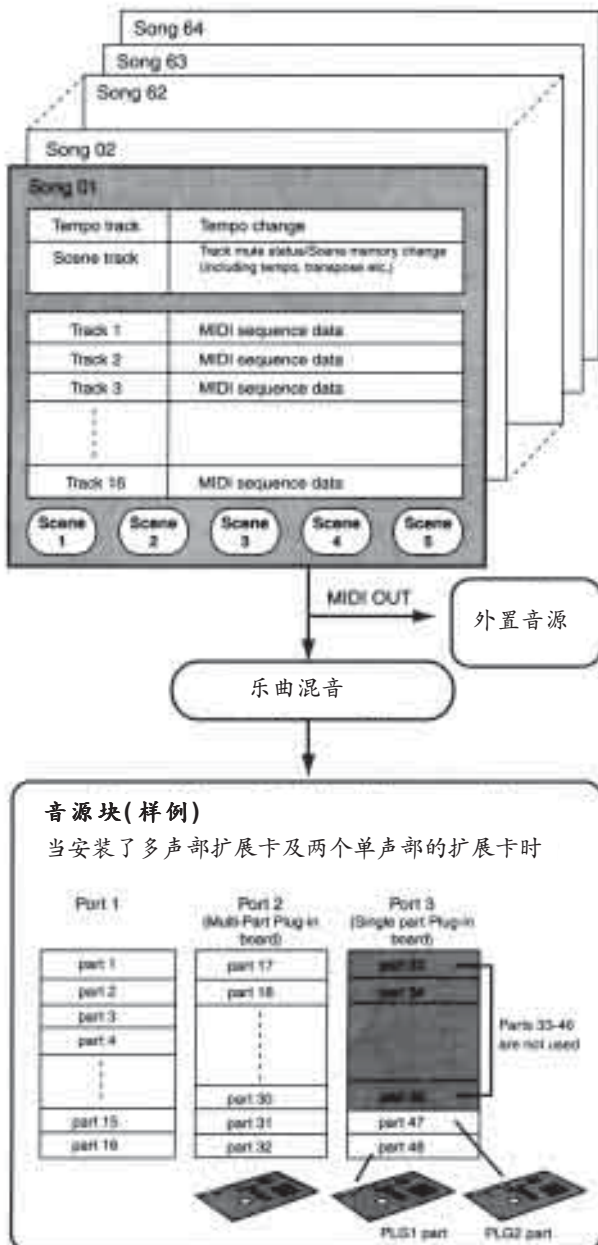 Song 64
Song 63
Song 62
Song 02
Song 01
Tempo track
Tempo change
Scene track
Track mute status/Scene memory change
(including tempo, transpose etc.)
Track 1
MIDI sequence data
Track 2
MIDI sequence data
Track 3
MIDI sequence data
Track 16
MIDI sequence data
Scene
1
Scene
2
Scene
3
Scene
4
Scene
5
MIDI OUT
外置音源
乐曲混音
音源块(样例)
当安装了多声部扩展卡及两个单声部的扩展卡时
Port 1
part 1
part 2
part 3
part 4
part 15
part 16
Port 2
(Multi-Part Plug-in
board)
part 17
part 18
part 30
part 31
part 32
Port 3
(Single part Plug-in
board)
part 33
part 34
part 46
part 47
part 48
Parts 33-46
are not used
PLG1 part
PLG2 part